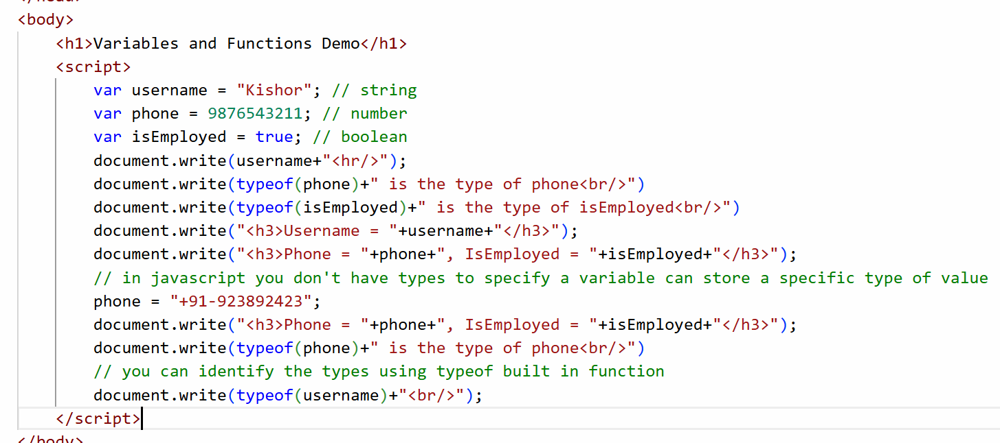 <body>
<h1>Variables and Functions Demo</h1>
<script>
var username = "Kishor"; // string
var phone = 9876543211; // number
var isEmployed = true; // boolean
document.write(username+"<hr/>");
document.write(typeof(phone)+" is the type of phone<br/>")
document.write(typeof(isEmployed)+" is the type of isEmployed<br/>")
document.write("<h3>Username = "+username+"</h3>");
document.write("<h3>Phone = "+phone+", IsEmployed = "+isEmployed+"</h3>");
// in javascript you don't have types to specify a variable can store a specific type of value
phone = "+91-923892423";
document.write("<h3>Phone = "+phone+", IsEmployed = "+isEmployed+"</h3>");
document.write(typeof(phone)+" is the type of phone<br/>")
// you can identify the types using typeof built in function
document.write(typeof(username)+"<br/>");
</script>
</body>